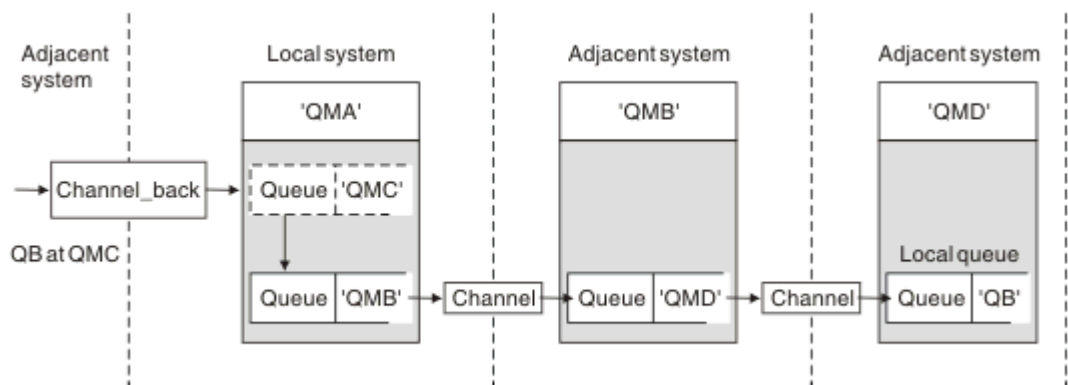 Adjacent
system
Local system
Adjacent system
Adjacent system
'QMA'
'QMB'
'QMD'
Channel_back
Queue 'QMC'
QB at QMC
Local queue
Queue 'QMB'
Channel
Queue 'QMD'
Channel
Queue 'QB'